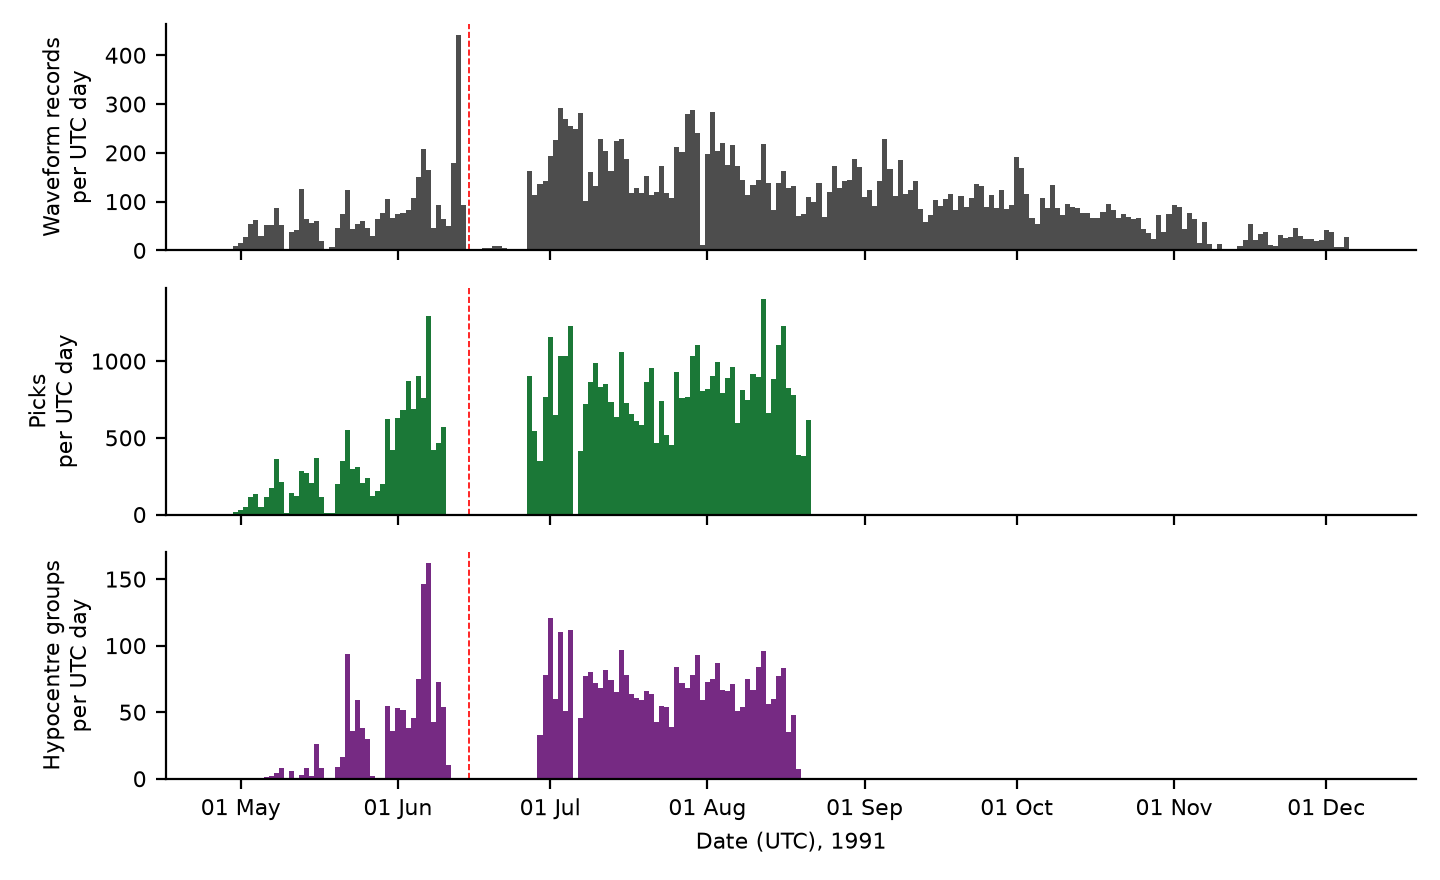 Waveform records
per UTC day
400
300
200
100
0
Picks
per UTC day
1000
500
0
Hypocentre groups
per UTC day
150
100
50
0
01 May 01 Jun 01 Jul 01 Aug 01 Sep 01 Oct 01 Nov 01 Dec
Date (UTC), 1991